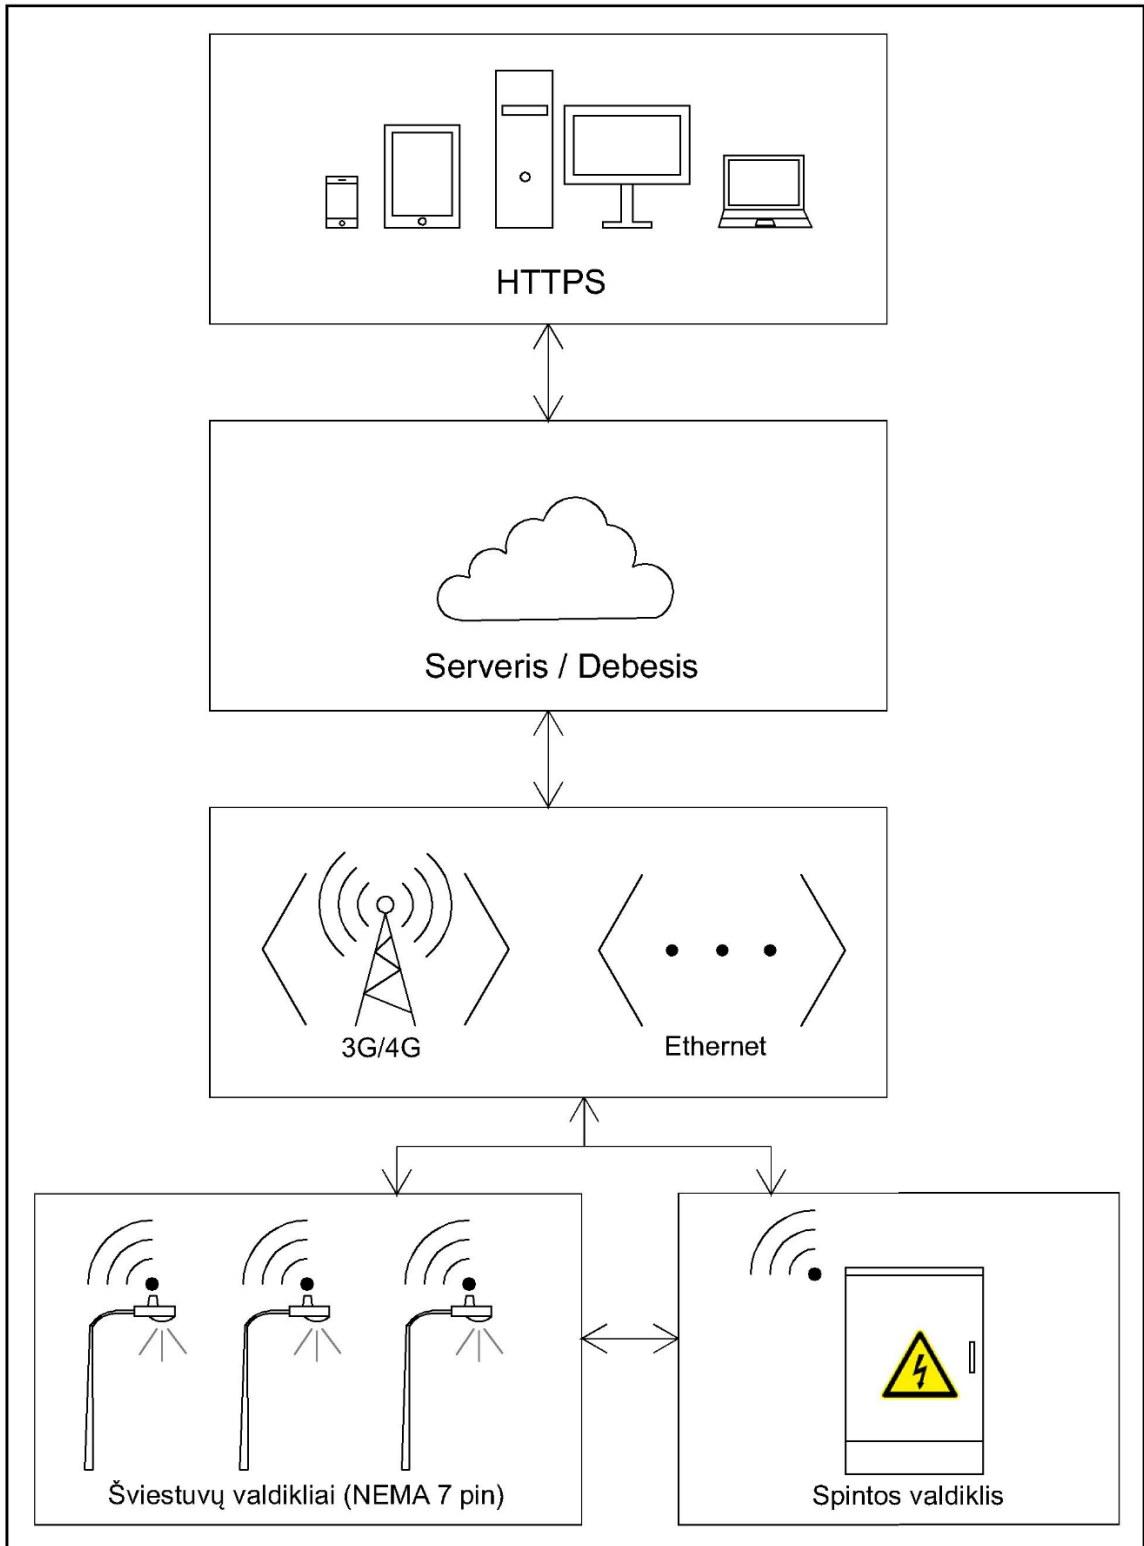 HTTPS
Serveris / Debesis
3G/4G
Ethernet
Šviestuvų valdikliai (NEMA 7 pin)
Spintos valdiklis